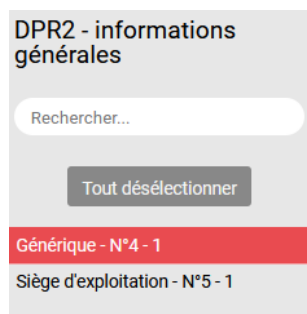 DPR2 - informations
générales
Rechercher...
Tout désélectionner
Générique - N°4 - 1
Siège d'exploitation - N°5 - 1